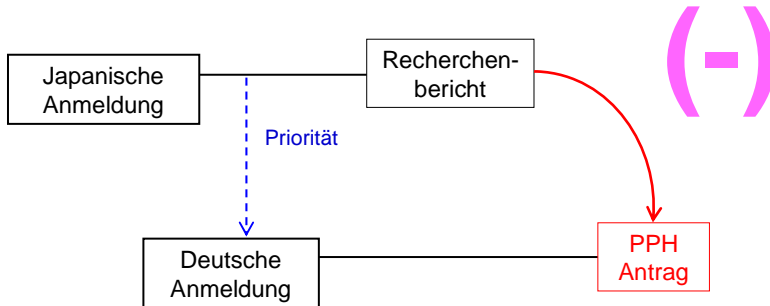 Japanische
Anmeldung
Recherchen-
bericht
(-)
Priorität
Deutsche
Anmeldung
PPH
Antrag